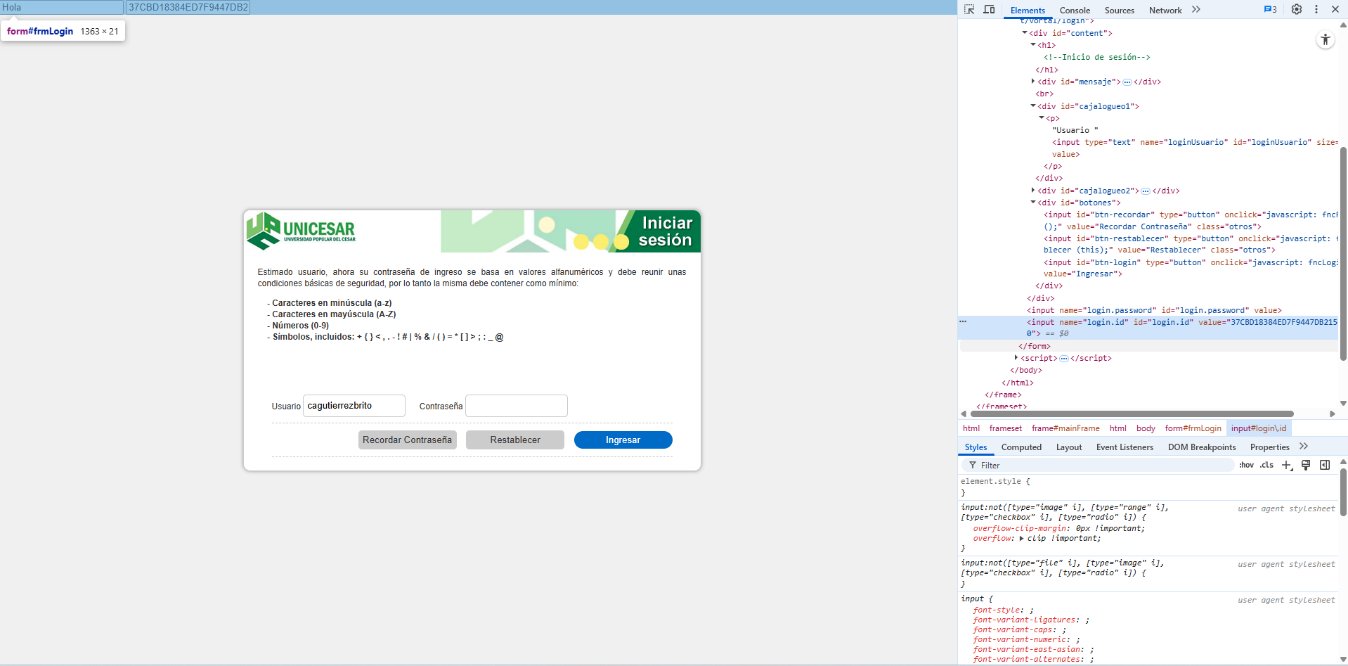 Hola
37CBD18384ED7F9447DB2
form#frmLogin 1363 × 21
UNICESAR
UNIVERSIDAD POPULAR DEL CESAR
Iniciar
sesión
Estimado usuario, ahora su contraseña de ingreso se basa en valores alfanuméricos y debe reunir unas
condiciones básicas de seguridad, por lo tanto la misma debe contener como mínimo:
- Caracteres en minúscula (a-z)
- Caracteres en mayúscula (A-Z)
- Números (0-9)
- Símbolos, incluidos: + { } < , . - ! # | % & / ( ) = * [ ] > ; : _ @
Usuario cagutierrezbrito Contraseña
Recordar Contraseña Restablecer Ingresar
Elements Console Sources Network 3
t/vortal/login">
<div id="content">
<h1>
<!--Inicio de sesión-->
</h1>
<div id="mensaje"> ⋯ </div>
<br>
<div id="cajalogueo1">
<p>
"Usuario "
<input type="text" name="loginUsuario" id="loginUsuario" size=
value>
</p>
</div>
<div id="cajalogueo2"> ⋯ </div>
<div id="botones">
<input id="btn-recordar" type="button" onclick="javascript: fncl
();" value="Recordar Contraseña" class="otros">
<input id="btn-restablecer" type="button" onclick="javascript:
blecer (this);" value="Restablecer" class="otros">
<input id="btn-login" type="button" onclick="javascript: fncLogi
value="Ingresar">
</div>
</div>
<input name="login.password" id="login.password" value>
<input name="login.id" id="login.id" value="37CBD18384ED7F9447DB215
0"> == $0
</form>
<script> ⋯ </script>
</body>
</html>
</frame>
</frameset>
html frameset frame#mainFrame html body form#frmLogin input#login\.id
Styles Computed Layout Event Listeners DOM Breakpoints Properties
Filter :hov .cls
element.style {
}
input:not([type="image" i], [type="range" i], user agent stylesheet
[type="checkbox" i], [type="radio" i]) {
overflow-clip-margin: 0px !important;
overflow: clip !important;
}
input:not([type="file" i], [type="image" i], user agent stylesheet
[type="checkbox" i], [type="radio" i]) {
}
input { user agent stylesheet
font-style: ;
font-variant-ligatures: ;
font-variant-caps: ;
font-variant-numeric: ;
font-variant-east-asian: ;
font-variant-alternates: ;